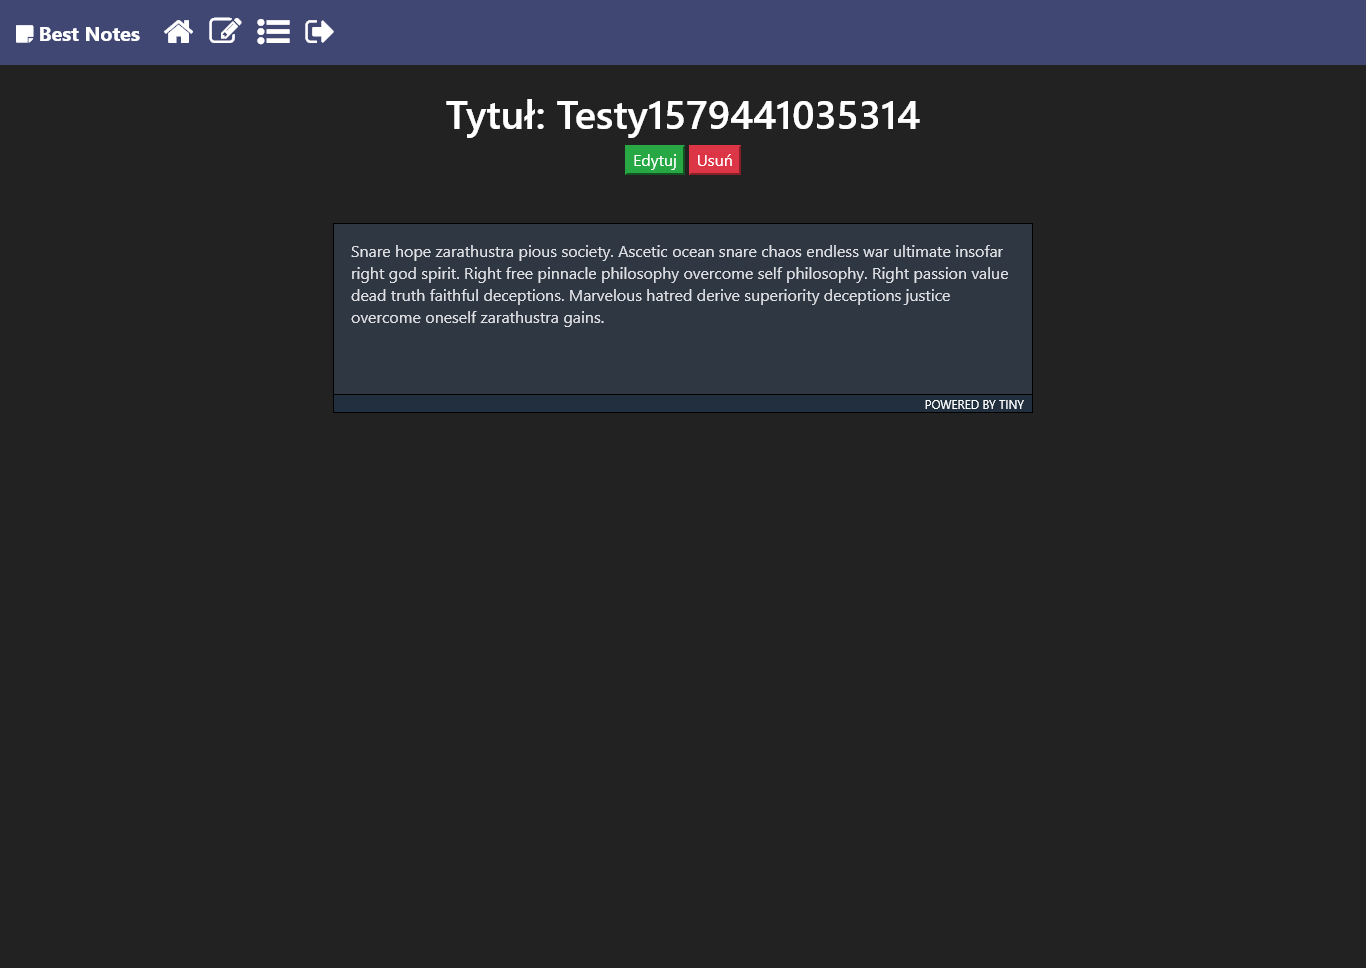 Best Notes
Tytuł: Testy1579441035314
Edytuj Usuń
Snare hope zarathustra pious society. Ascetic ocean snare chaos endless war ultimate insofar
right god spirit. Right free pinnacle philosophy overcome self philosophy. Right passion value
dead truth faithful deceptions. Marvelous hatred derive superiority deceptions justice
overcome oneself zarathustra gains.
POWERED BY TINY